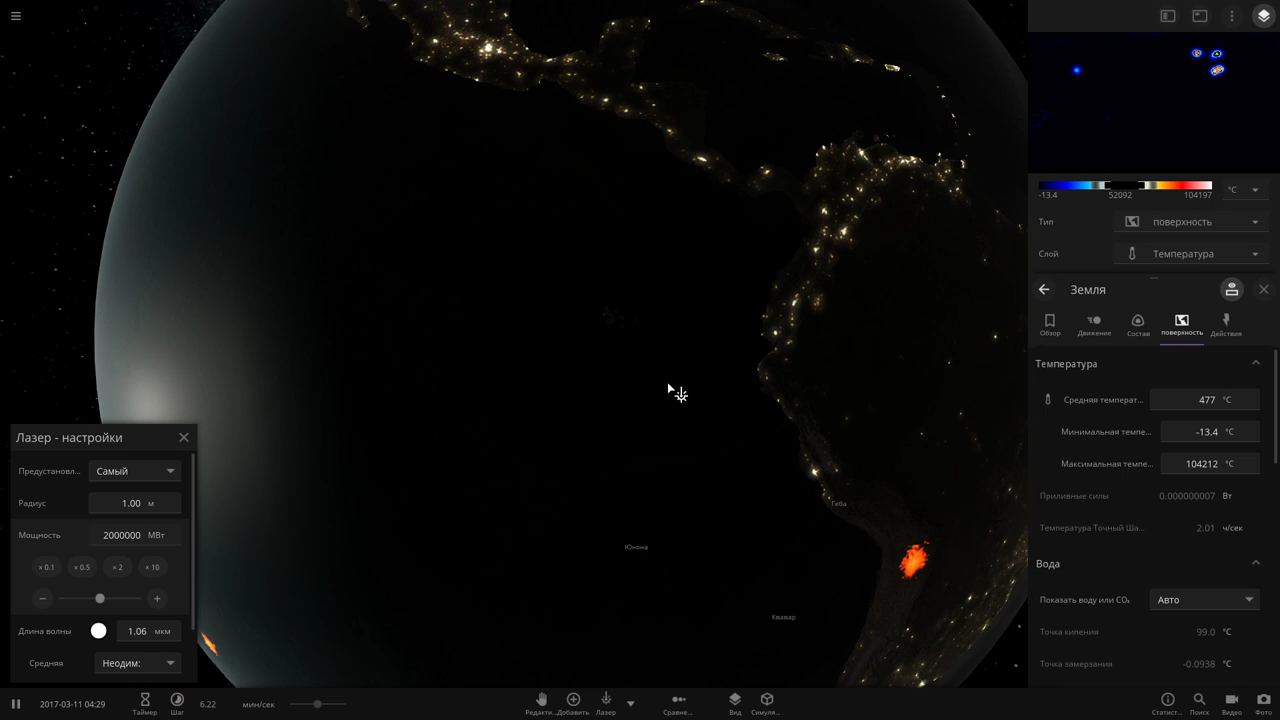 -13.4 52092 104197 °C
Тип поверхность
Слой Температура
Земля
Обзор Движение Состав поверхность Действия
Температура
Средняя температ... 477 °C
Минимальная темпе... -13.4 °C
Максимальная темпе... 104212 °C
Приливные силы 0.000000007 Вт
Температура Точный Ша... 2.01 ч/сек
Вода
Показать воду или CO₂ Авто
Точка кипения 99.0 °C
Точка замерзания -0.0938 °C
Геба
Юнона
Квавар
Лазер - настройки
Предустановл... Самый
Радиус 1.00 м
Мощность 2000000 МВт
× 0.1 × 0.5 × 2 × 10
Длина волны 1.06 мкм
Средняя Неодим:
2017-03-11 04:29 Таймер Шаг 6.22 мин/сек Редакти... Добавить Лазер Сравне... Вид Симуля... Статист... Поиск Видео Фото